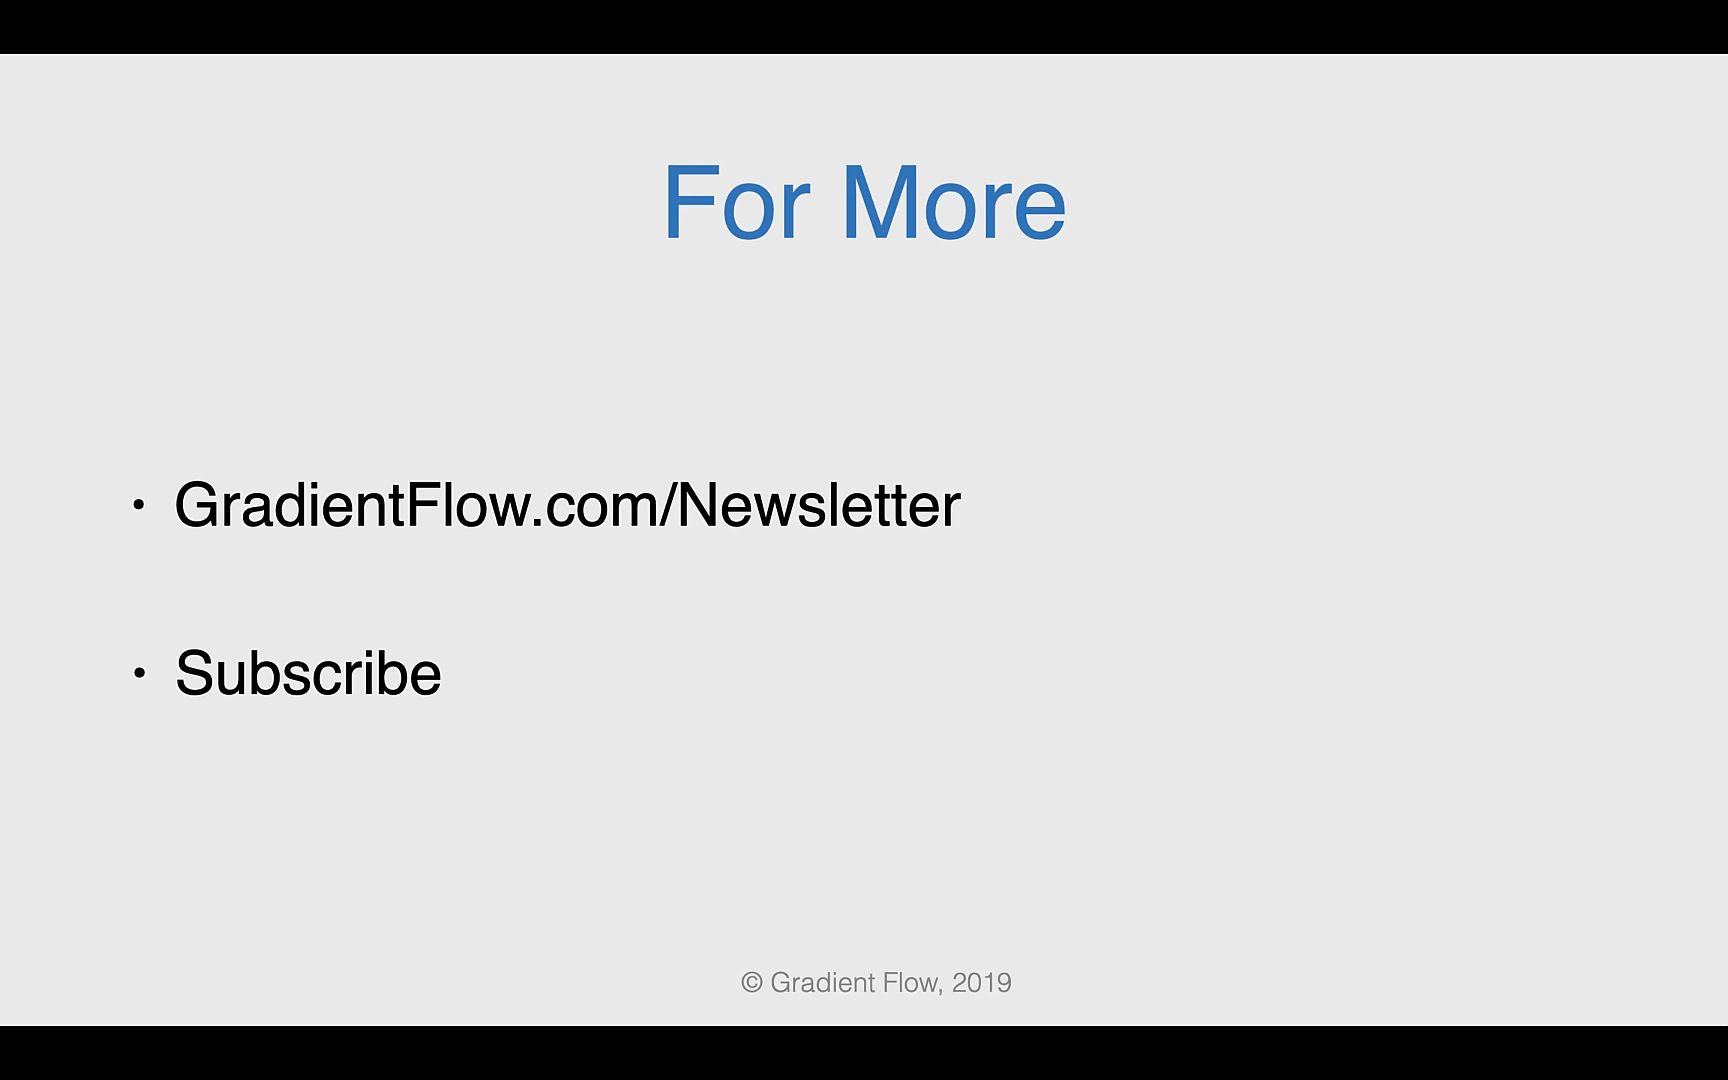 For More
• GradientFlow.com/Newsletter
• Subscribe
© Gradient Flow, 2019